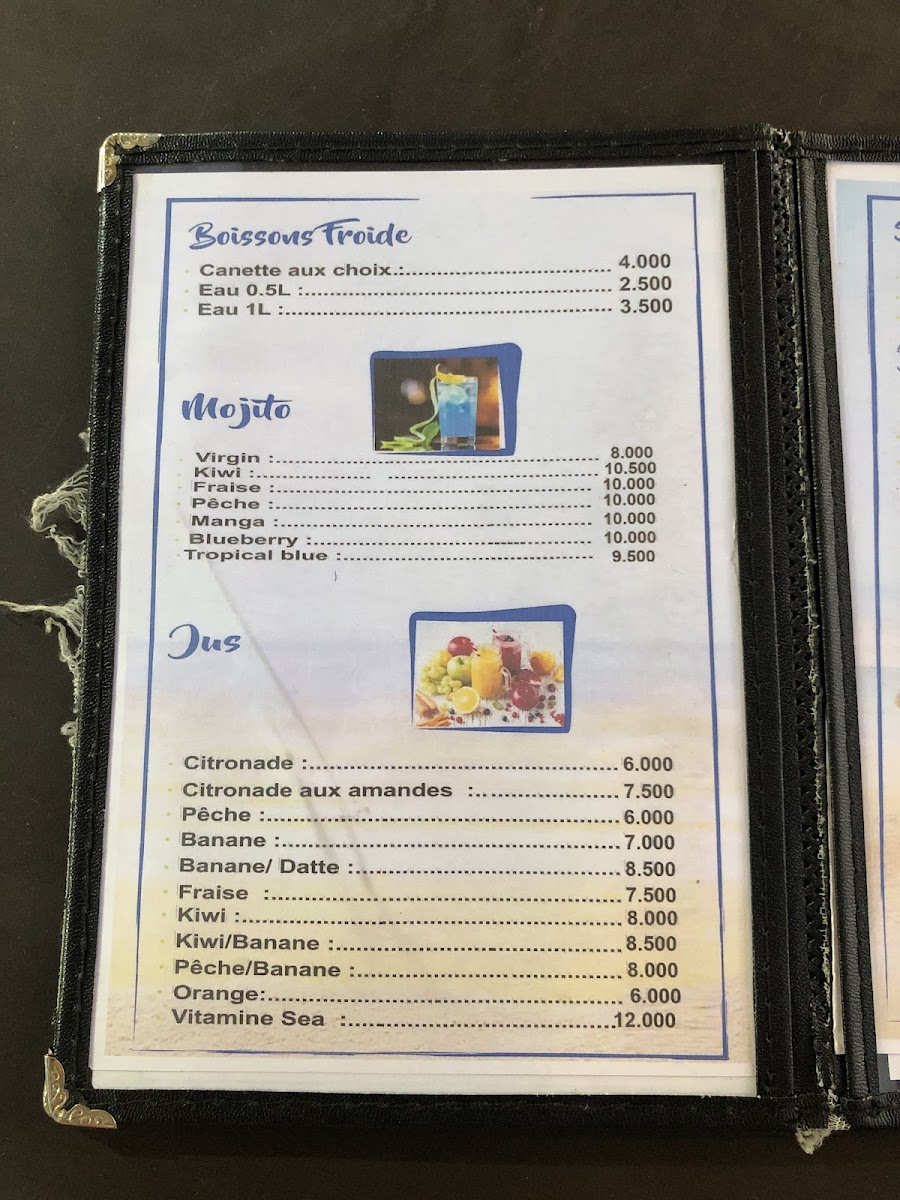 Boissons Froide
Canette aux choix.:............ 4.000
Eau 0.5L :............ 2.500
Eau 1L :............ 3.500
Mojito
Virgin :............ 8.000
Kiwi :............ 10.500
Fraise :............ 10.000
Pêche :............ 10.000
Manga :............ 10.000
Blueberry :............ 10.000
Tropical blue :............ 9.500
Jus
Citronade :............ 6.000
Citronade aux amandes :............ 7.500
Pêche :............ 6.000
Banane :............ 7.000
Banane/ Datte :............ 8.500
Fraise :............ 7.500
Kiwi :............ 8.000
Kiwi/Banane :............ 8.500
Pêche/Banane :............ 8.000
Orange:............ 6.000
Vitamine Sea :............ 12.000